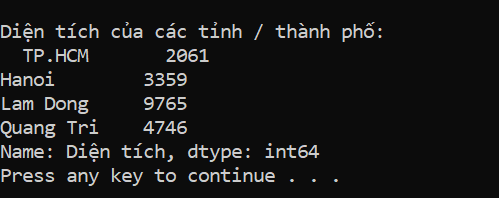 Diện tích của các tỉnh / thành phố:
TP.HCM 2061
Hanoi 3359
Lam Dong 9765
Quang Tri 4746
Name: Diện tích, dtype: int64
Press any key to continue . . .